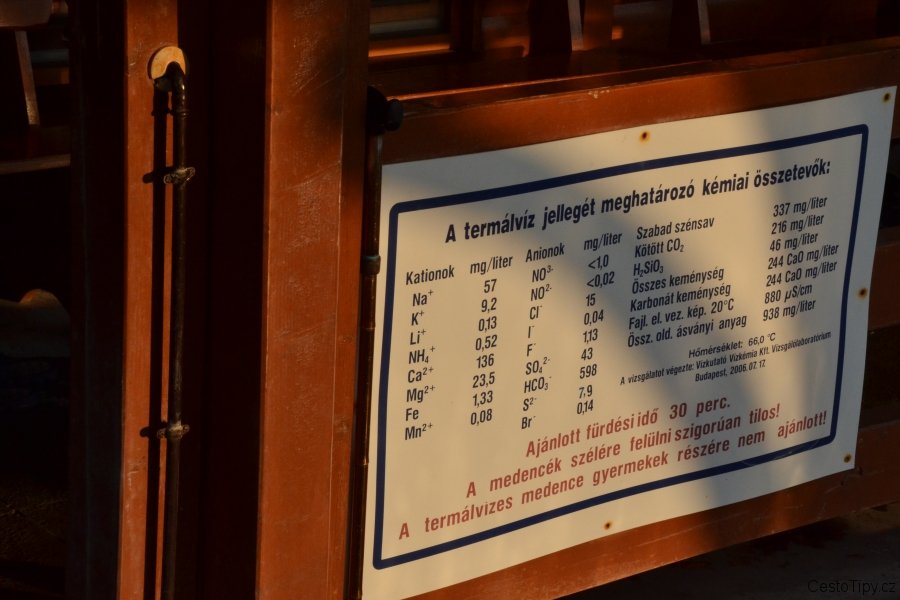 A termálvíz jellegét meghatározó kémiai összetevők:
Kationok mg/liter
Na⁺ 57
K⁺ 9,2
Li⁺ 0,13
NH₄⁺ 0,52
Ca²⁺ 136
Mg²⁺ 23,5
Fe 1,33
Mn²⁺ 0,08
Anionok mg/liter
NO³⁻ <1,0
NO²⁻ <0,02
Cl⁻ 15
I⁻ 0,04
F⁻ 1,13
SO₄²⁻ 43
HCO₃⁻ 598
S²⁻ 7,9
Br⁻ 0,14
Szabad szénsav 337 mg/liter
Kötött CO₂ 216 mg/liter
H₂SiO₃ 46 mg/liter
Összes keménység 244 CaO mg/liter
Karbonát keménység 244 CaO mg/liter
Fajl. el. vez. kép. 20°C 880 µS/cm
Össz. old. ásványi anyag 938 mg/liter
Hőmérséklet: 66,0 °C
A vizsgálatot végezte: Vízkutató Vízkémia Kft. Vizsgálólaboratórium
Budapest, 2006.07.17.
Ajánlott fürdési idő 30 perc.
A medencék szélére felülni szigorúan tilos!
A termálvizes medence gyermekek részére nem ajánlott!
CestoTipy.cz